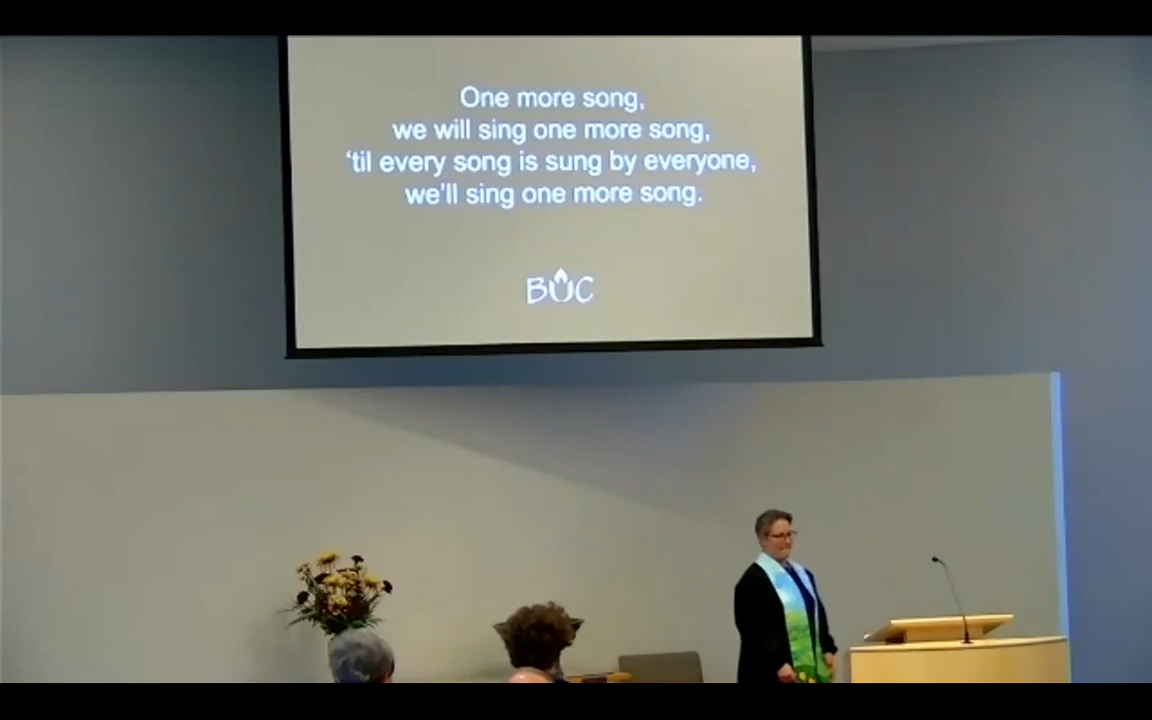 One more song,
we will sing one more song,
‘til every song is sung by everyone,
we’ll sing one more song.
BUC